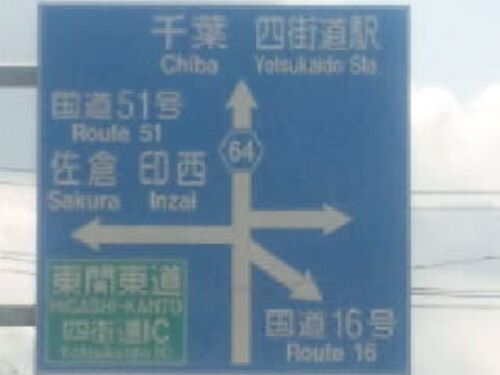 千葉 四街道駅
Chiba Yotsukaido Sta.
国道51号
Route 51
64
佐倉 印西
Sakura Inzai
東関東道
HIGASHI-KANTO
四街道IC
Yotsukaido IC
国道16号
Route 16